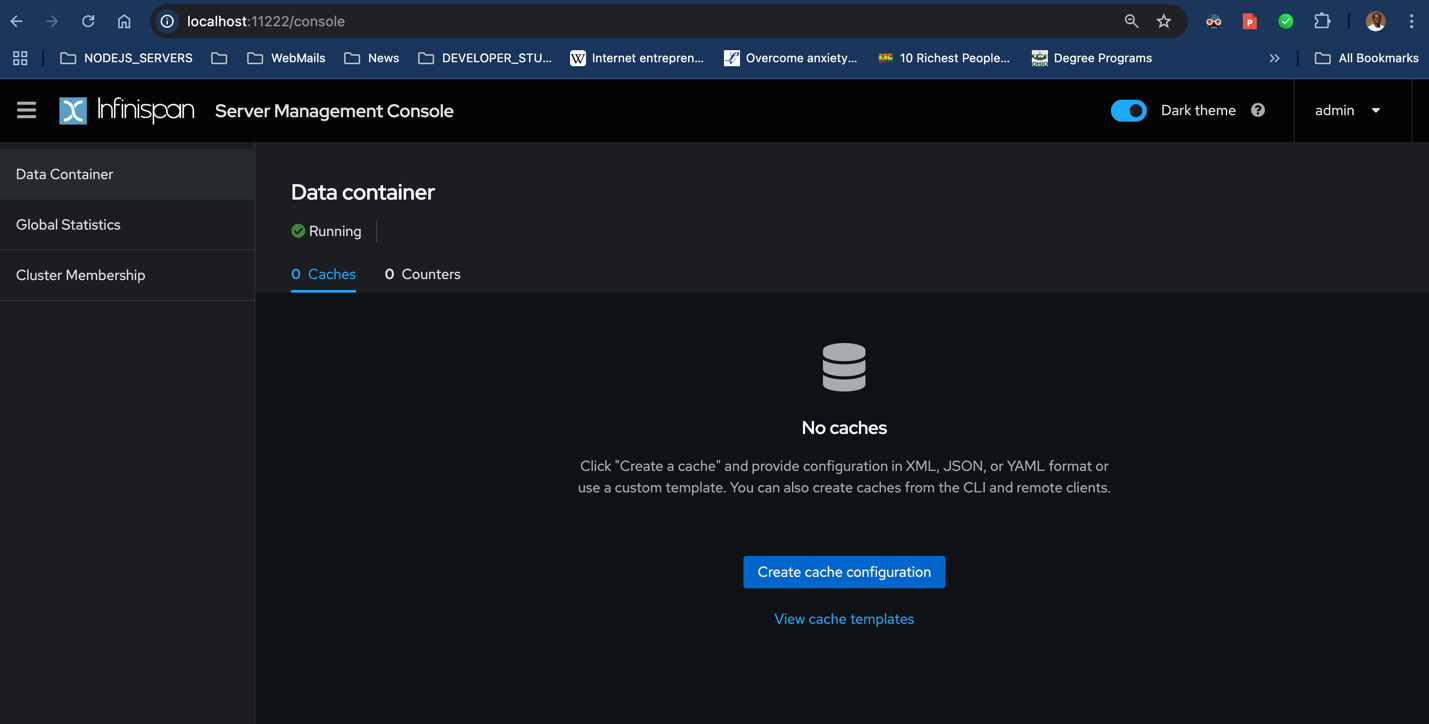 localhost:11222/console
NODEJS_SERVERS WebMails News DEVELOPER_STU... Internet entrepren... Overcome anxiety,... 10 Richest People... Degree Programs All Bookmarks
Infinispan Server Management Console Dark theme admin
Data Container
Global Statistics
Cluster Membership
Data container
Running
0 Caches 0 Counters
No caches
Click "Create a cache" and provide configuration in XML, JSON, or YAML format or
use a custom template. You can also create caches from the CLI and remote clients.
Create cache configuration
View cache templates